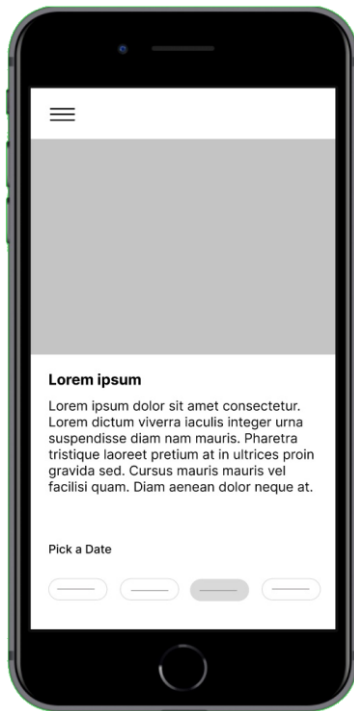 Lorem ipsum
Lorem ipsum dolor sit amet consectetur.
Lorem dictum viverra iaculis integer urna
suspendisse diam nam mauris. Pharetra
tristique laoreet pretium at in ultrices proin
gravida sed. Cursus mauris mauris vel
facilisi quam. Diam aenean dolor neque at.
Pick a Date